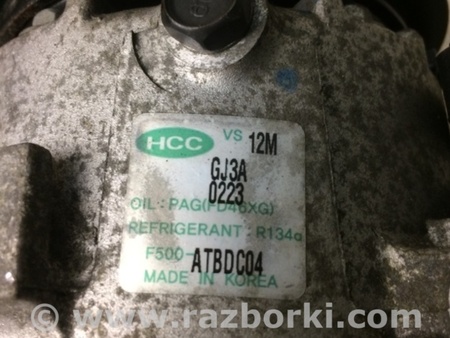 HCC VS 12M
GJ3A
0223
OIL : PAG(FD46XG)
REFRIGERANT : R134a
F500-ATBDC04
MADE IN KOREA
© www.razborki.com